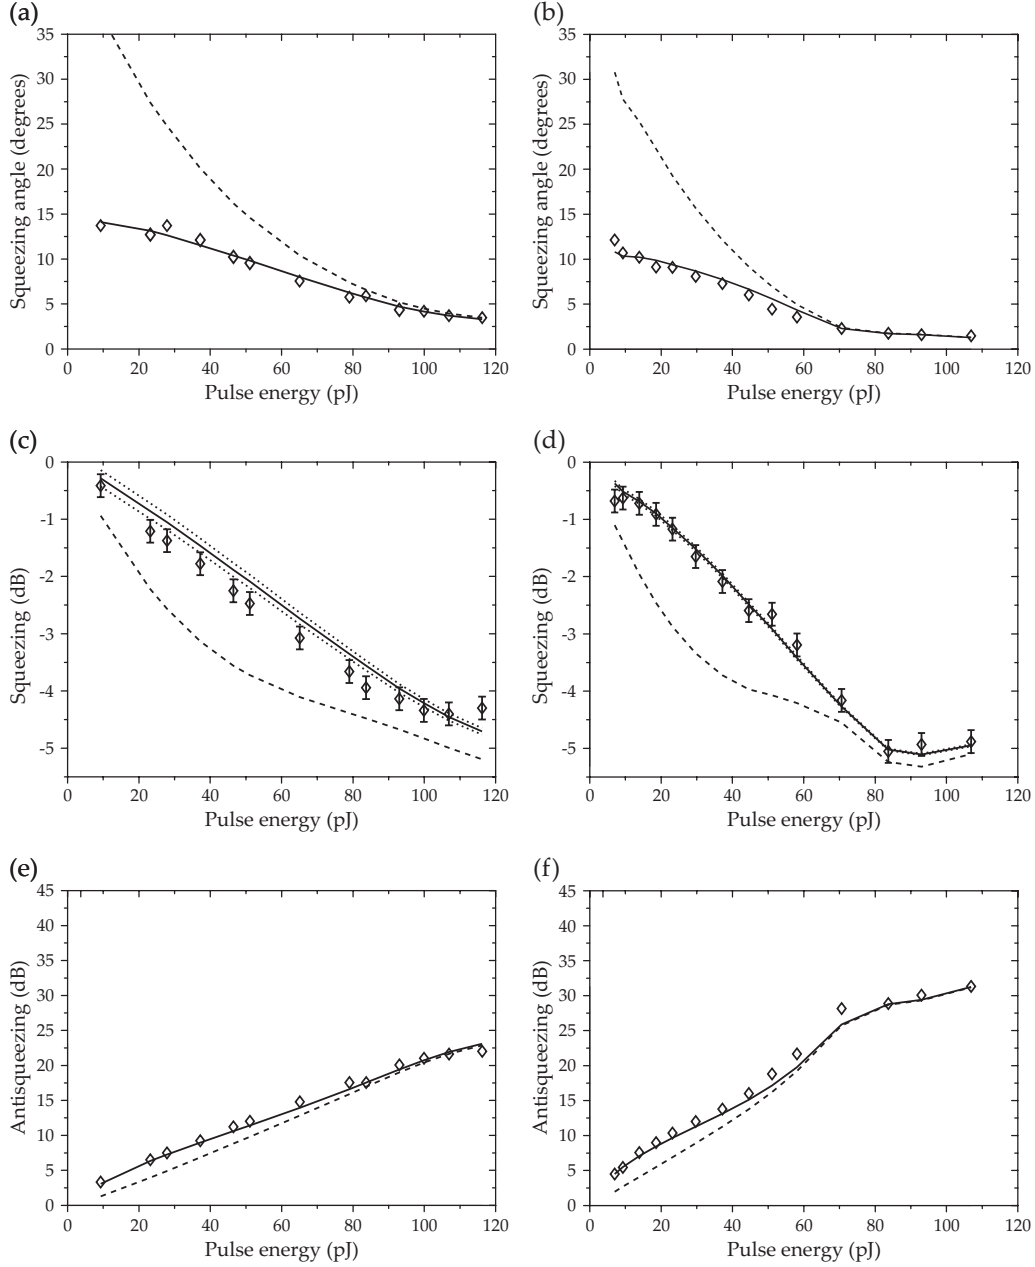 (a) (b)
35 30 25 20 15 10 5 0
Squeezing angle (degrees)
0 20 40 60 80 100 120
Pulse energy (pJ)
35 30 25 20 15 10 5 0
Squeezing angle (degrees)
0 20 40 60 80 100 120
Pulse energy (pJ)
(c) (d)
0 -1 -2 -3 -4 -5
Squeezing (dB)
0 20 40 60 80 100 120
Pulse energy (pJ)
0 -1 -2 -3 -4 -5
Squeezing (dB)
0 20 40 60 80 100 120
Pulse energy (pJ)
(e) (f)
45 40 35 30 25 20 15 10 5 0
Antisqueezing (dB)
0 20 40 60 80 100 120
Pulse energy (pJ)
45 40 35 30 25 20 15 10 5 0
Antisqueezing (dB)
0 20 40 60 80 100 120
Pulse energy (pJ)